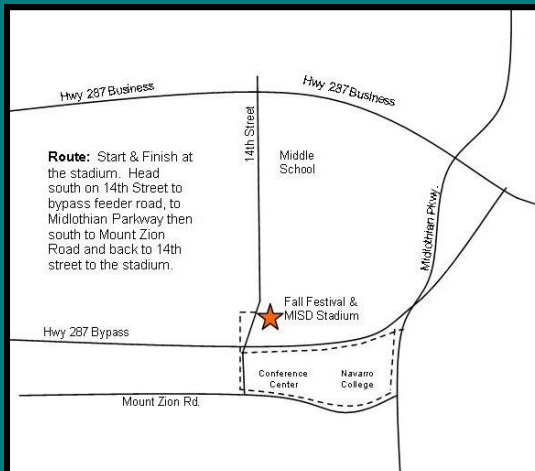 Hwy 287 Business
Hwy 287 Business
14th Street
Middle
School
Route: Start & Finish at
the stadium. Head
south on 14th Street to
bypass feeder road, to
Midlothian Parkway then
south to Mount Zion
Road and back to 14th
street to the stadium.
Midlothian Pkwy.
Fall Festival &
MISD Stadium
Hwy 287 Bypass
Conference
Center
Navarro
College
Mount Zion Rd.